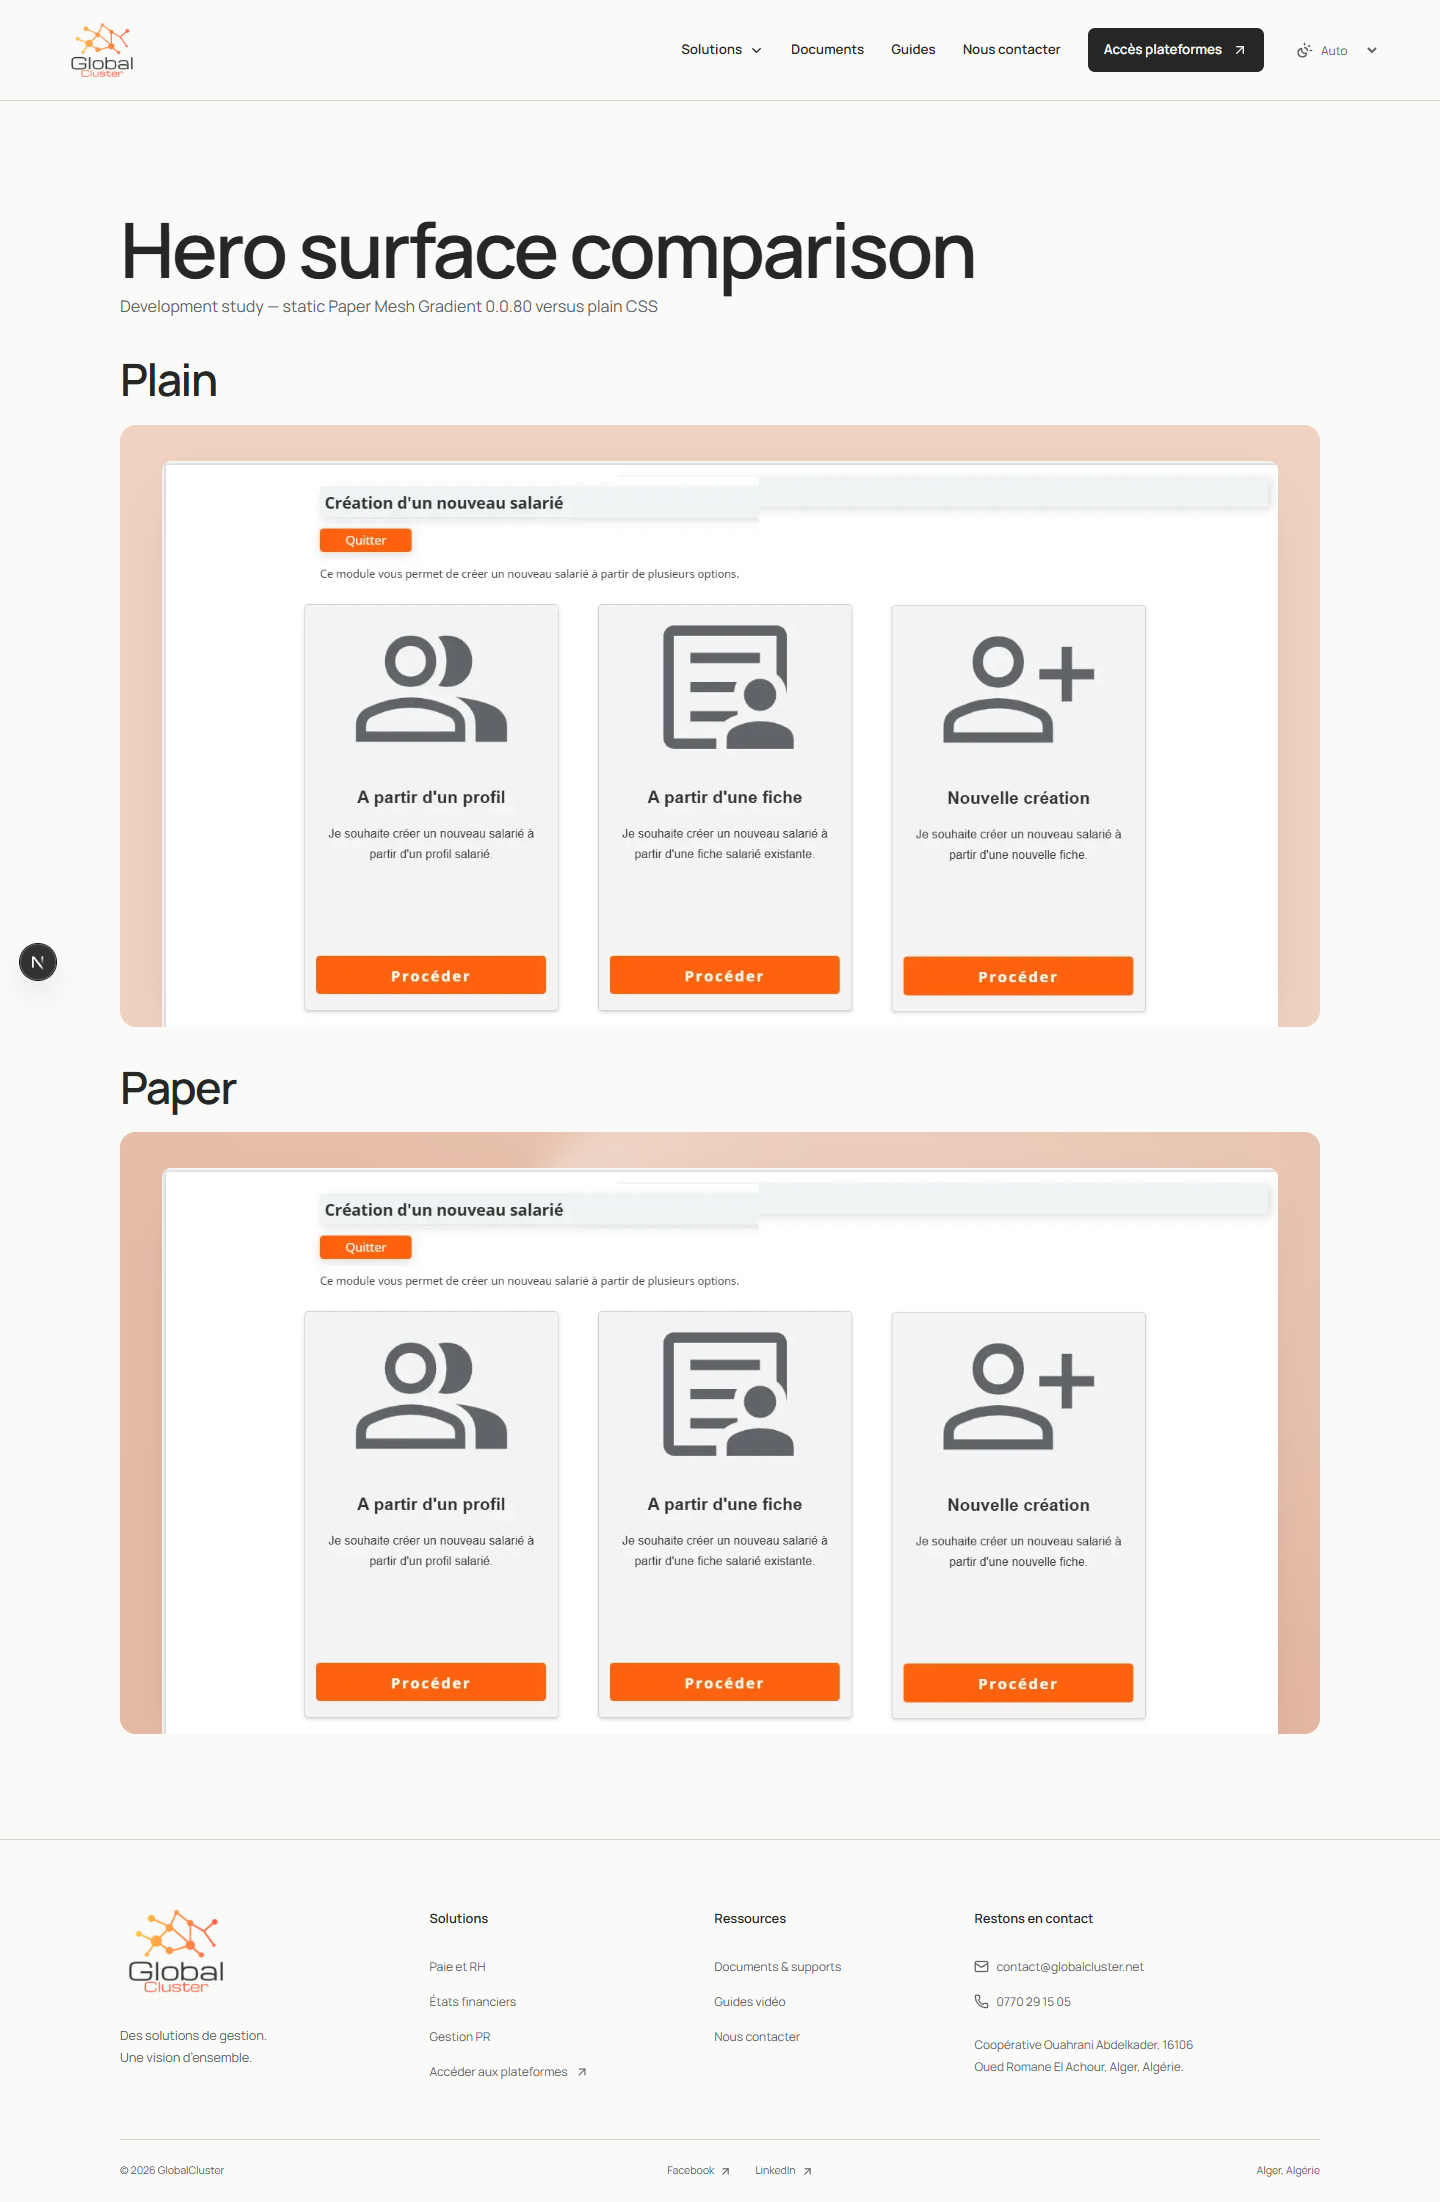 Global
Cluster
Solutions
Documents
Guides
Nous contacter
Accès plateformes
Auto
Hero surface comparison
Development study — static Paper Mesh Gradient 0.0.80 versus plain CSS
Plain
Création d'un nouveau salarié
Quitter
Ce module vous permet de créer un nouveau salarié à partir de plusieurs options.
A partir d'un profil
Je souhaite créer un nouveau salarié à
partir d'un profil salarié.
Procéder
A partir d'une fiche
Je souhaite créer un nouveau salarié à
partir d'une fiche salarié existante.
Procéder
Nouvelle création
Je souhaite créer un nouveau salarié à
partir d'une nouvelle fiche.
Procéder
N
Paper
Création d'un nouveau salarié
Quitter
Ce module vous permet de créer un nouveau salarié à partir de plusieurs options.
A partir d'un profil
Je souhaite créer un nouveau salarié à
partir d'un profil salarié.
Procéder
A partir d'une fiche
Je souhaite créer un nouveau salarié à
partir d'une fiche salarié existante.
Procéder
Nouvelle création
Je souhaite créer un nouveau salarié à
partir d'une nouvelle fiche.
Procéder
Global
Cluster
Des solutions de gestion.
Une vision d'ensemble.
Solutions
Paie et RH
États financiers
Gestion PR
Accéder aux plateformes
Ressources
Documents & supports
Guides vidéo
Nous contacter
Restons en contact
contact@globalcluster.net
0770 29 15 05
Coopérative Ouahrani Abdelkader, 16106
Oued Romane El Achour, Alger, Algérie.
© 2026 GlobalCluster
Facebook
LinkedIn
Alger, Algérie